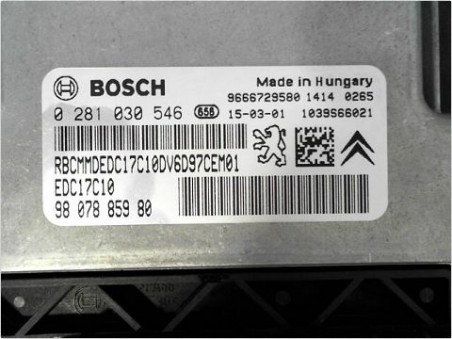 BOSCH
Made in Hungary
9666729580 1414 0265
0 281 030 546 658 15-03-01 1039S66021
RBCMMDEDC17C10DV6D97CEM01
EDC17C10
98 078 859 80